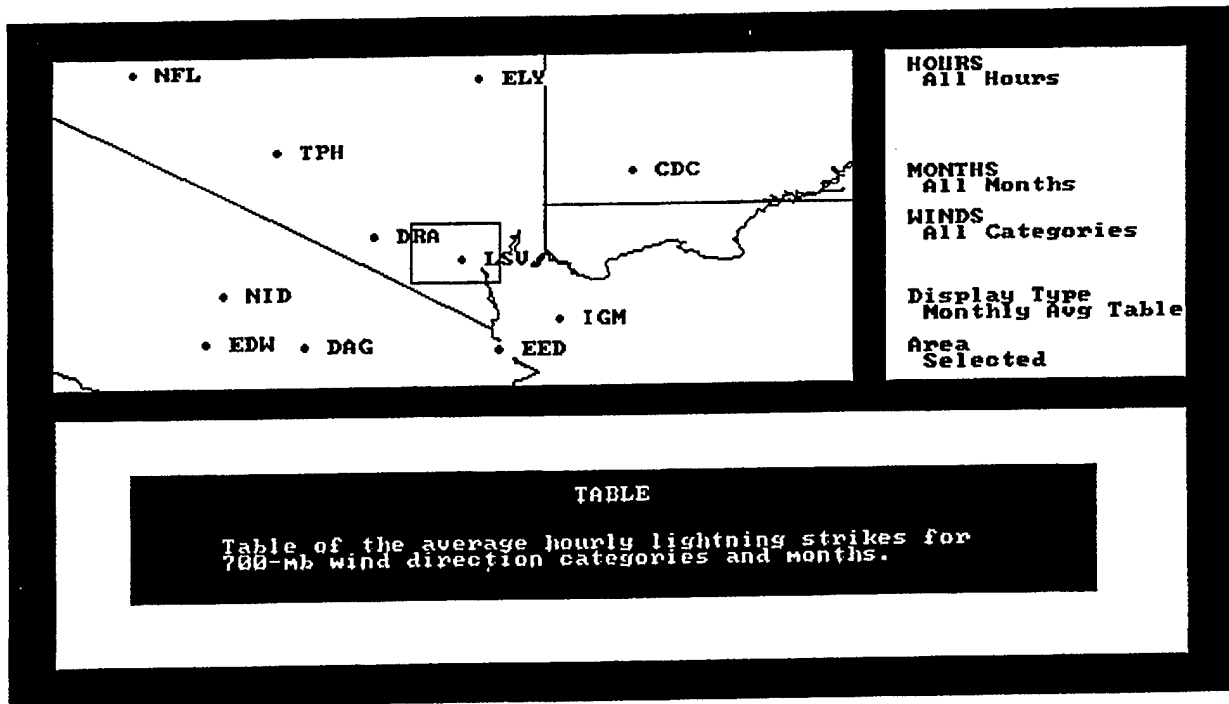 NFL
ELY
TPH
CDC
DRA
LSV
NID
IGM
EDW
DAG
EED
HOURS
All Hours
MONTHS
All Months
WINDS
All Categories
Display Type
Monthly Avg Table
Area
Selected
TABLE
Table of the average hourly lightning strikes for
700-mb wind direction categories and months.